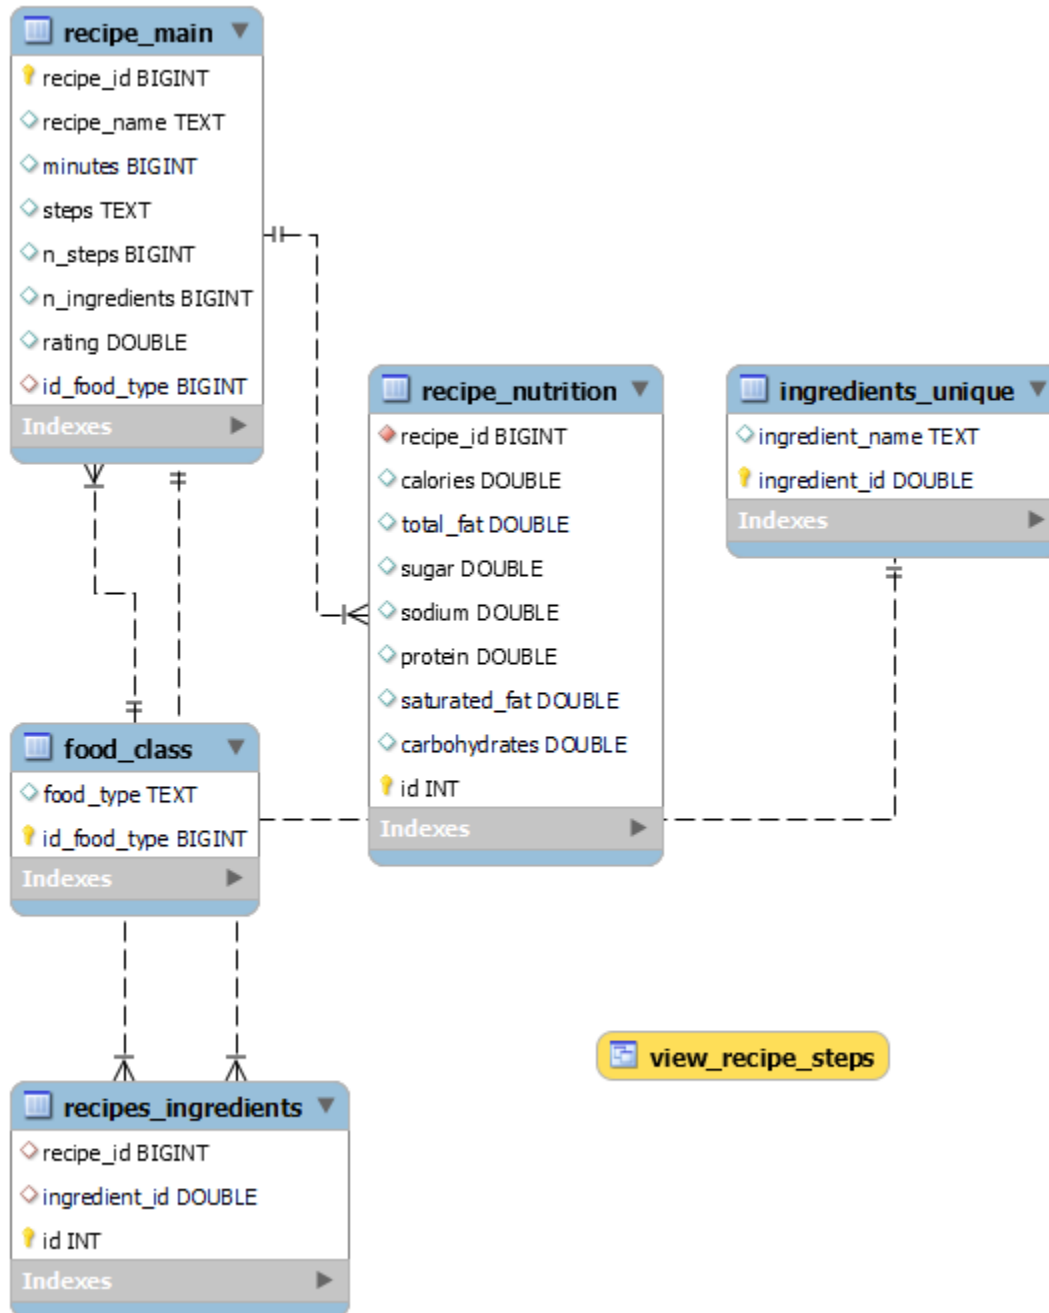 recipe_main
recipe_id BIGINT
recipe_name TEXT
minutes BIGINT
steps TEXT
n_steps BIGINT
n_ingredients BIGINT
rating DOUBLE
id_food_type BIGINT
Indexes
recipe_nutrition
recipe_id BIGINT
calories DOUBLE
total_fat DOUBLE
sugar DOUBLE
sodium DOUBLE
protein DOUBLE
saturated_fat DOUBLE
carbohydrates DOUBLE
id INT
Indexes
ingredients_unique
ingredient_name TEXT
ingredient_id DOUBLE
Indexes
food_class
food_type TEXT
id_food_type BIGINT
Indexes
view_recipe_steps
recipes_ingredients
recipe_id BIGINT
ingredient_id DOUBLE
id INT
Indexes